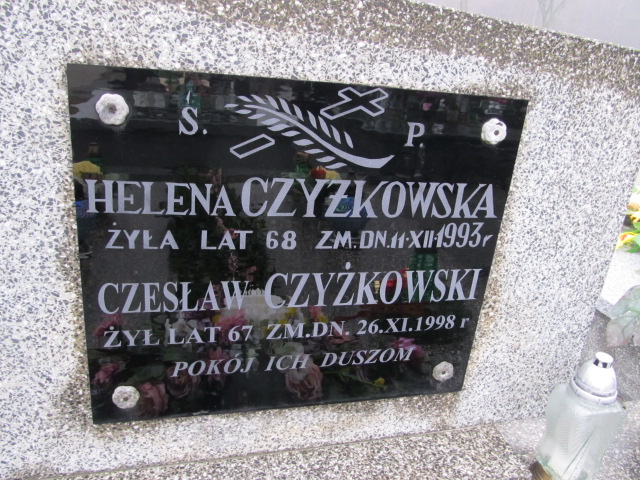 S. P
HELENA CZYŻKOWSKA
ŻYŁA LAT 68 ZM.DN.11-XII-1993r
CZESŁAW CZYŻKOWSKI
ŻYŁ LAT 67 ZM.DN. 26.XI.1998 r
POKÓJ ICH DUSZOM